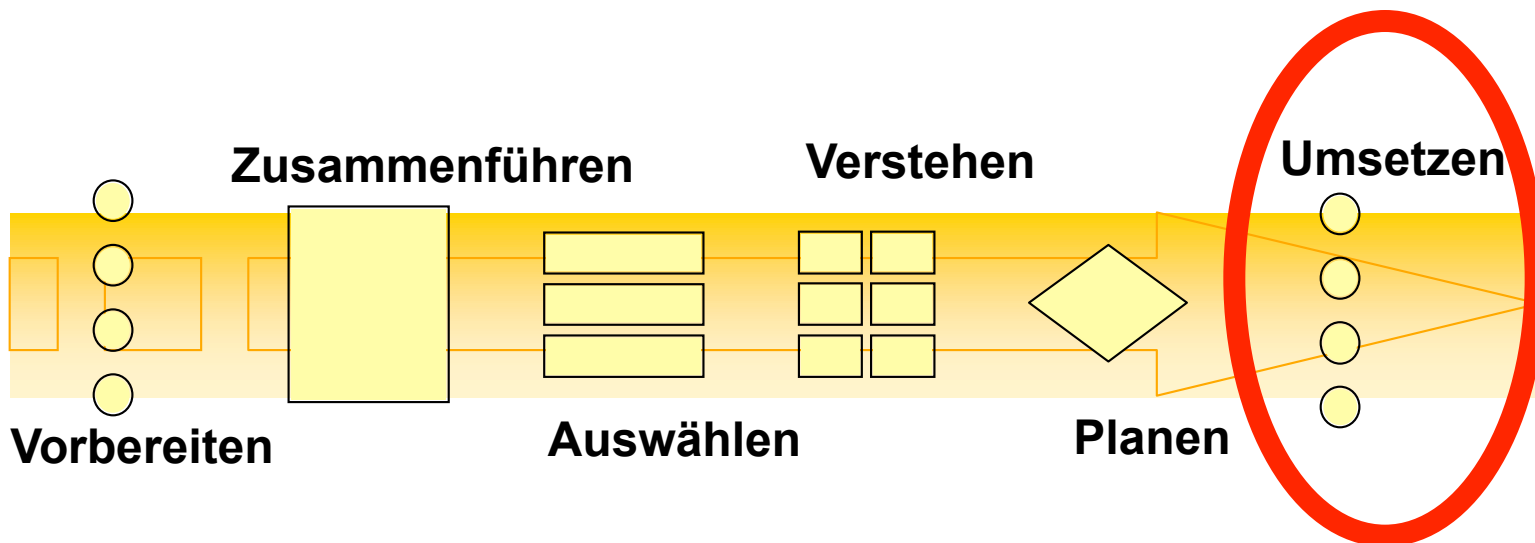 Vorbereiten
Zusammenführen
Auswählen
Verstehen
Planen
Umsetzen